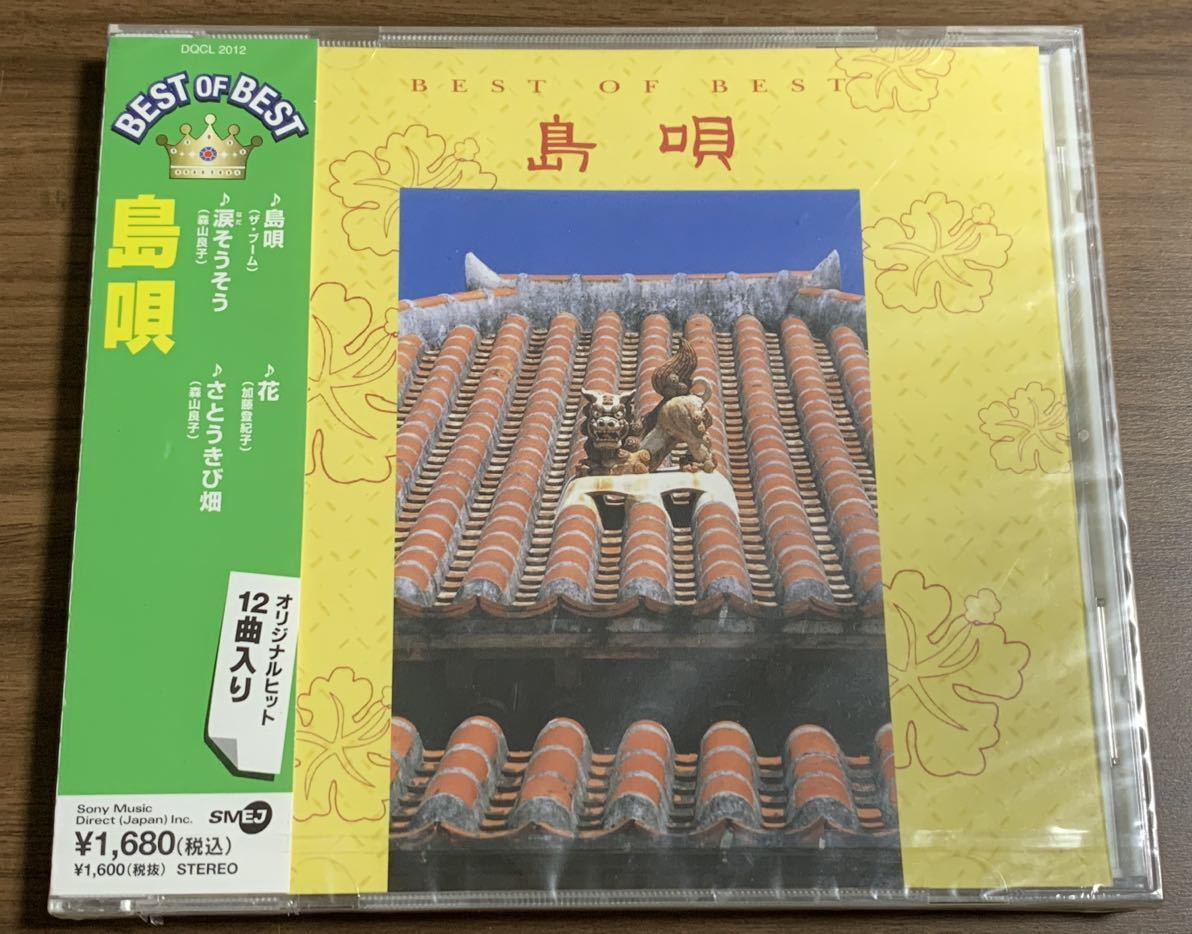 DQCL 2012
BEST OF BEST
島唄
♪島唄
(ザ・ブーム)
♪涙そうそう
なだ
(森山良子)
♪花
(加藤登紀子)
♪さとうきび畑
(森山良子)
オリジナルヒット
12曲入り
Sony Music
Direct (Japan) Inc.
SMEJ
¥1,680(税込)
¥1,600(税抜) STEREO
BEST OF BEST
島唄